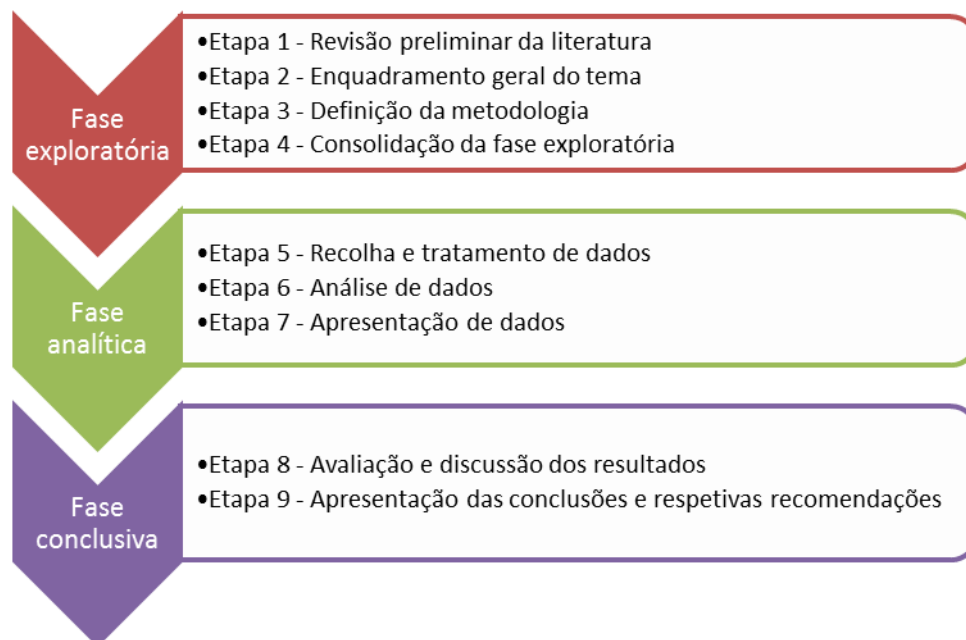 Fase
exploratória
•Etapa 1 - Revisão preliminar da literatura
•Etapa 2 - Enquadramento geral do tema
•Etapa 3 - Definição da metodologia
•Etapa 4 - Consolidação da fase exploratória
Fase
analítica
•Etapa 5 - Recolha e tratamento de dados
•Etapa 6 - Análise de dados
•Etapa 7 - Apresentação de dados
Fase
conclusiva
•Etapa 8 - Avaliação e discussão dos resultados
•Etapa 9 - Apresentação das conclusões e respetivas recomendações